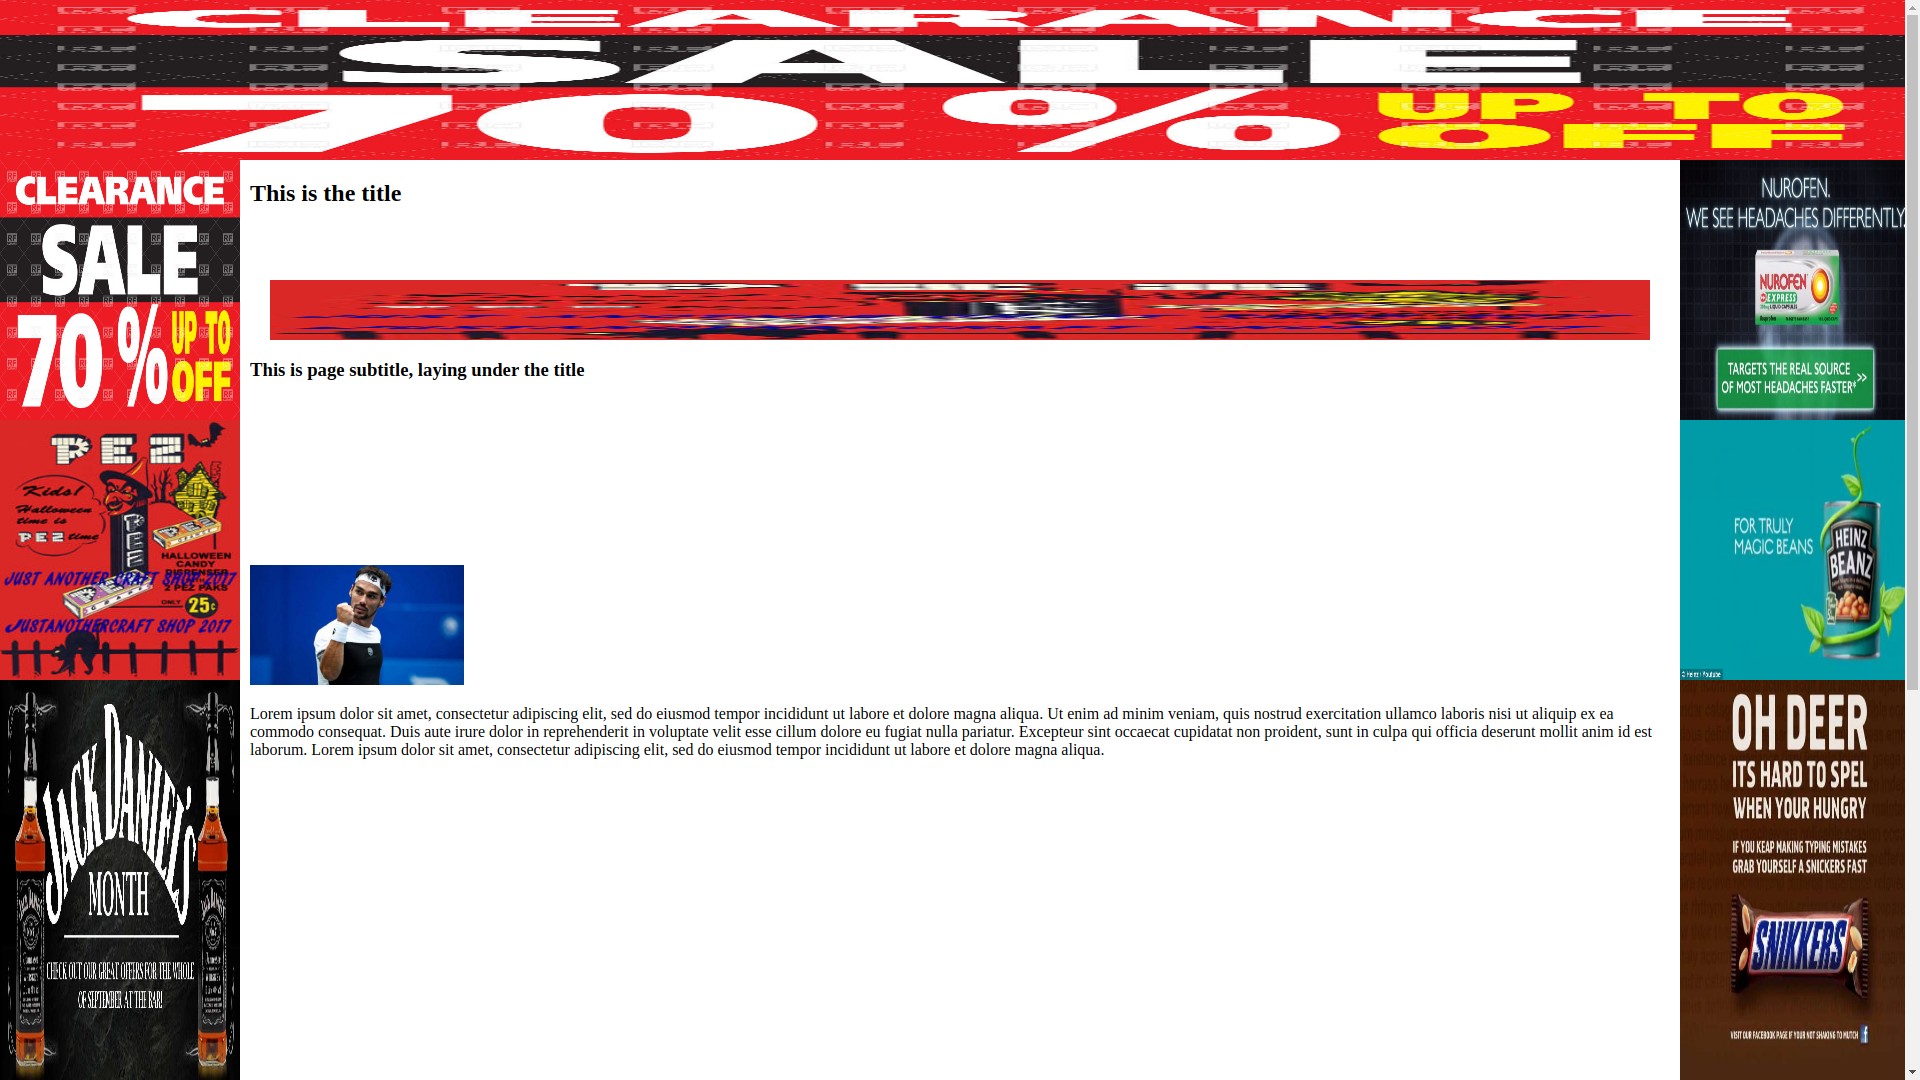 CLEARANCE
SALE
70 % UP TO
OFF
CLEARANCE
SALE
70 % UP TO
OFF
PEZ
Kids!
Halloween
time is
PEZ time
PEZ
PEZ
HALLOWEEN
CANDY
DISPENSER
2 PEZ PAKS
ONLY 25¢
JUST ANOTHER CRAFT SHOP 2017
JUSTANOTHERCRAFT SHOP 2017
JACK DANIEL'S
MONTH
CHECK OUT OUR GREAT OFFERS FOR THE WHOLE
OF SEPTEMBER AT THE BAR!
This is the title
This is page subtitle, laying under the title
Lorem ipsum dolor sit amet, consectetur adipiscing elit, sed do eiusmod tempor incididunt ut labore et dolore magna aliqua. Ut enim ad minim veniam, quis nostrud exercitation ullamco laboris nisi ut aliquip ex ea
commodo consequat. Duis aute irure dolor in reprehenderit in voluptate velit esse cillum dolore eu fugiat nulla pariatur. Excepteur sint occaecat cupidatat non proident, sunt in culpa qui officia deserunt mollit anim id est
laborum. Lorem ipsum dolor sit amet, consectetur adipiscing elit, sed do eiusmod tempor incididunt ut labore et dolore magna aliqua.
NUROFEN.
WE SEE HEADACHES DIFFERENTLY.
NUROFEN
EXPRESS
TARGETS THE REAL SOURCE
OF MOST HEADACHES FASTER* »
FOR TRULY
MAGIC BEANS
HEINZ
BEANZ
© Heinz / Youtube
OH DEER
ITS HARD TO SPEL
WHEN YOUR HUNGRY
IF YOU KEAP MAKING TYPING MISTAKES
GRAB YOURSELF A SNICKERS FAST
SNIKKERS
VISIT OUR FACEBOOK PAGE IF YOUR NOT SHAKING TO MUTCH